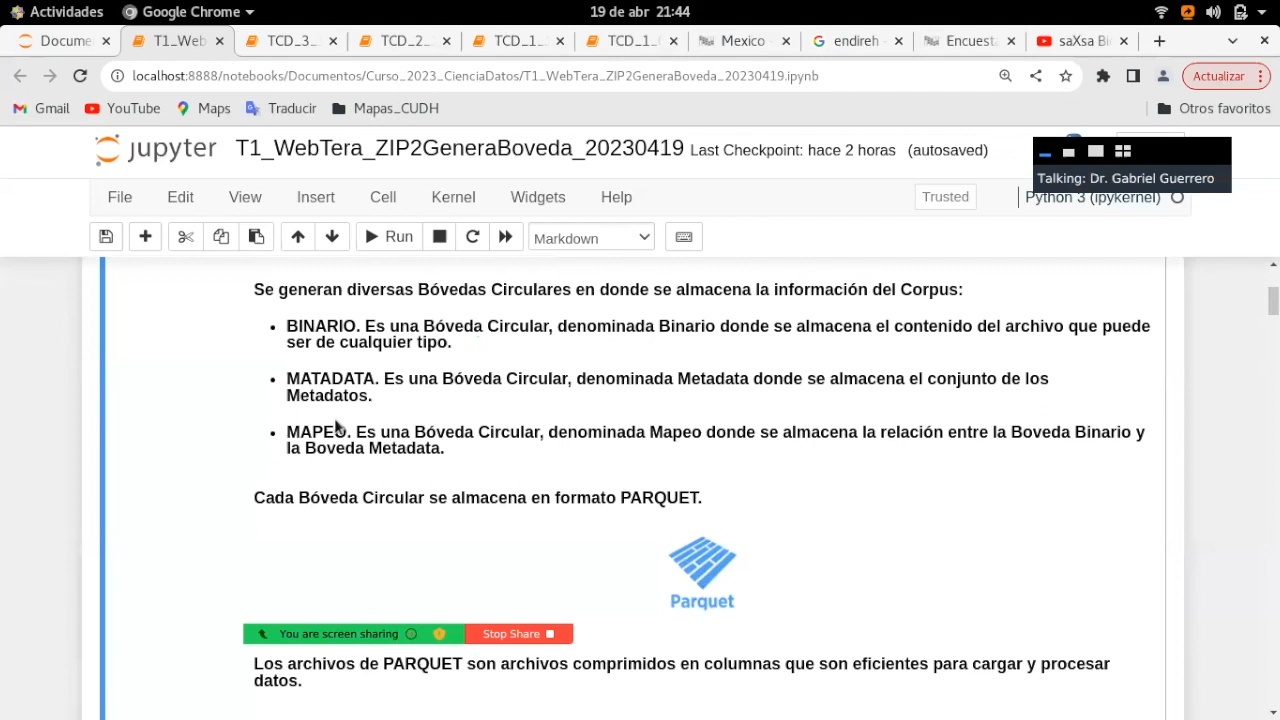 Actividades
Google Chrome
19 de abr 21:44
Docume
T1_Web
TCD_3_
TCD_2_
TCD_1_
TCD_1_
Mexico
endireh -
Encuest
saXsa Bi
localhost:8888/notebooks/Documentos/Curso_2023_CienciaDatos/T1_WebTera_ZIP2GeneraBoveda_20230419.ipynb
Actualizar
Gmail
YouTube
Maps
Traducir
Mapas_CUDH
Otros favoritos
jupyter T1_WebTera_ZIP2GeneraBoveda_20230419 Last Checkpoint: hace 2 horas (autosaved)
Talking: Dr. Gabriel Guerrero
File Edit View Insert Cell Kernel Widgets Help
Trusted
Python 3 (ipykernel)
Run
Markdown
Se generan diversas Bóvedas Circulares en donde se almacena la información del Corpus:
• BINARIO. Es una Bóveda Circular, denominada Binario donde se almacena el contenido del archivo que puede
ser de cualquier tipo.
• MATADATA. Es una Bóveda Circular, denominada Metadata donde se almacena el conjunto de los
Metadatos.
• MAPEO. Es una Bóveda Circular, denominada Mapeo donde se almacena la relación entre la Boveda Binario y
la Boveda Metadata.
Cada Bóveda Circular se almacena en formato PARQUET.
Parquet
You are screen sharing
Stop Share
Los archivos de PARQUET son archivos comprimidos en columnas que son eficientes para cargar y procesar
datos.